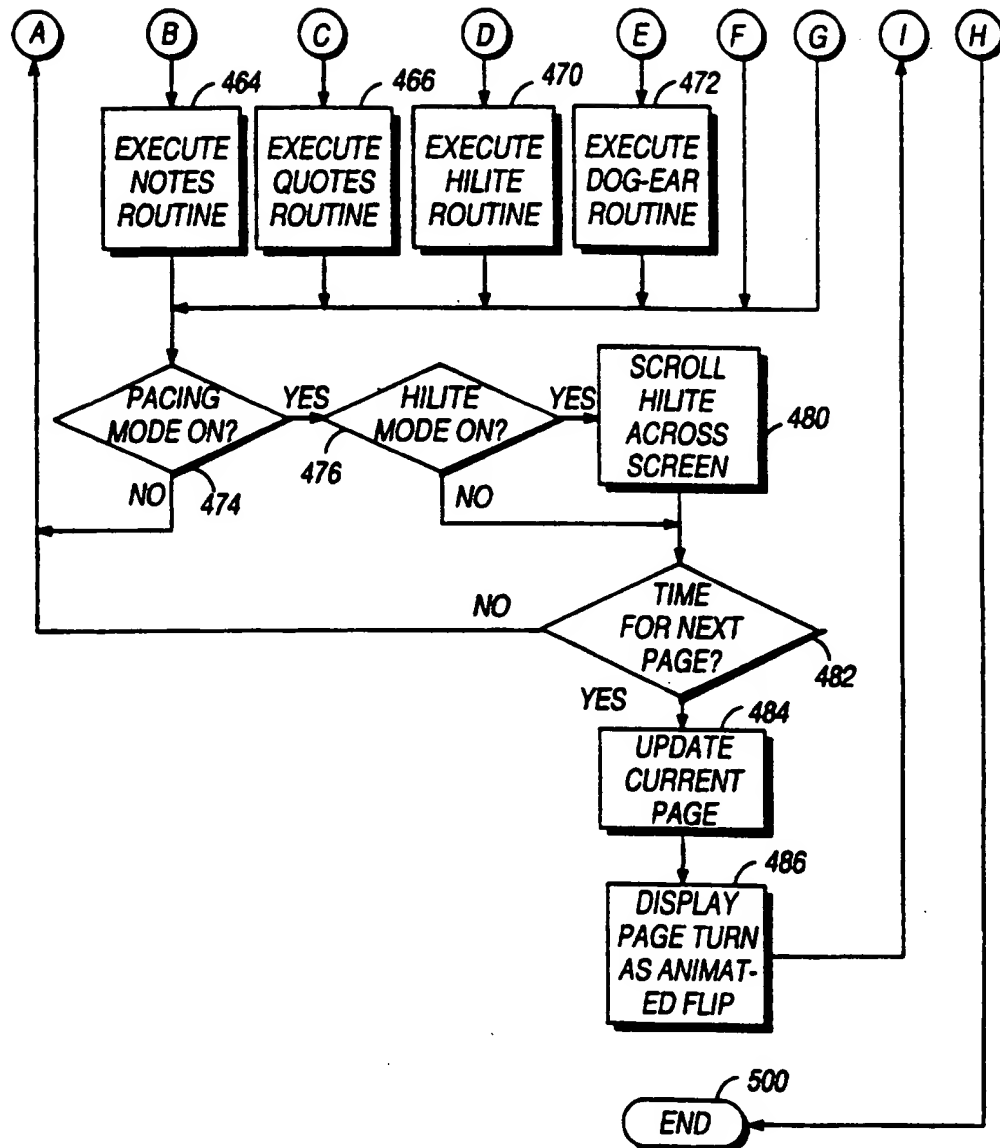 A B C D E F G I H
464 466 470 472
EXECUTE
NOTES
ROUTINE
EXECUTE
QUOTES
ROUTINE
EXECUTE
HILITE
ROUTINE
EXECUTE
DOG-EAR
ROUTINE
PACING
MODE ON?
YES
NO
474
HILITE
MODE ON?
YES
476
NO
SCROLL
HILITE
ACROSS
SCREEN
480
TIME
FOR NEXT
PAGE?
NO
482
YES
484
UPDATE
CURRENT
PAGE
486
DISPLAY
PAGE TURN
AS ANIMAT-
ED FLIP
500
END